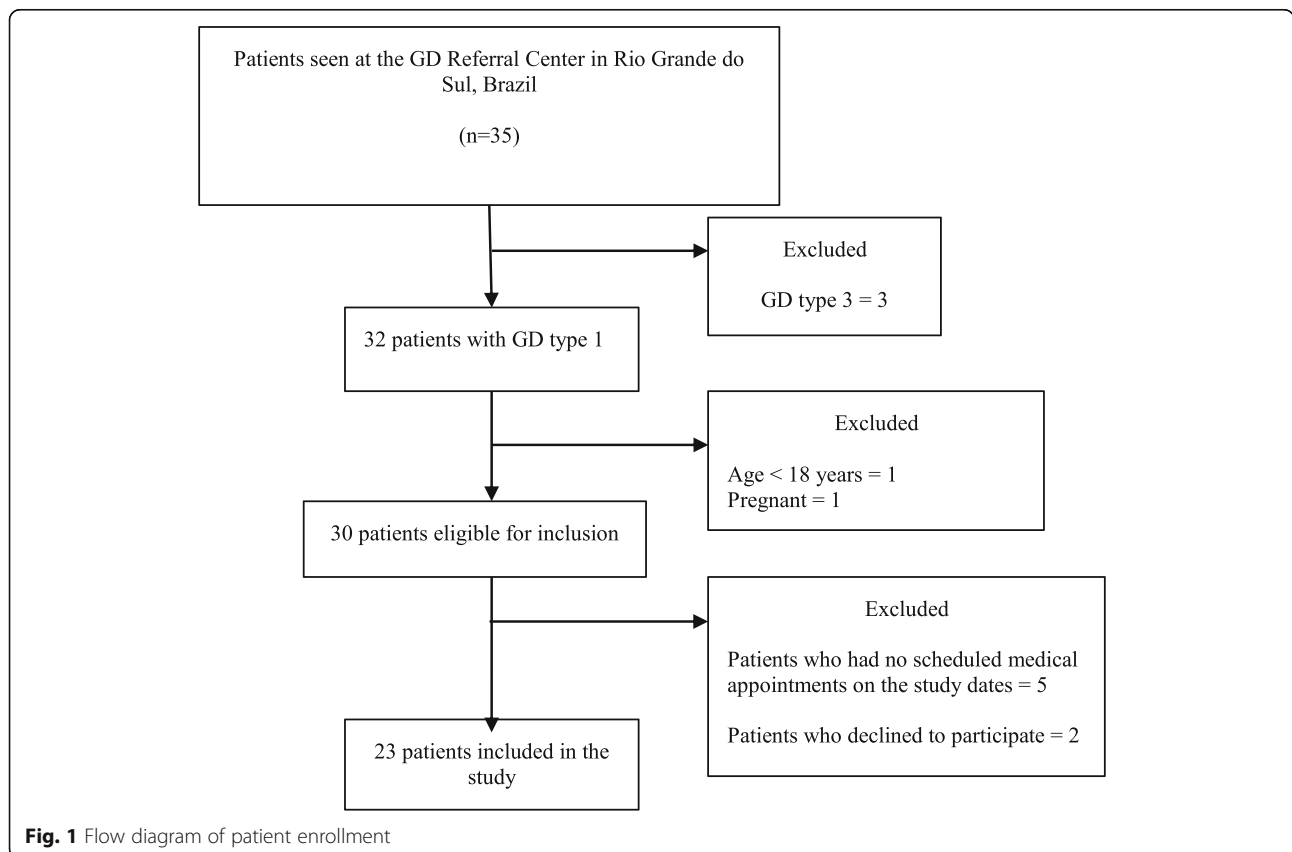 Patients seen at the GD Referral Center in Rio Grande do
Sul, Brazil
(n=35)
Excluded
GD type 3 = 3
32 patients with GD type 1
Excluded
Age < 18 years = 1
Pregnant = 1
30 patients eligible for inclusion
Excluded
Patients who had no scheduled medical
appointments on the study dates = 5
Patients who declined to participate = 2
23 patients included in the
study
Fig. 1 Flow diagram of patient enrollment